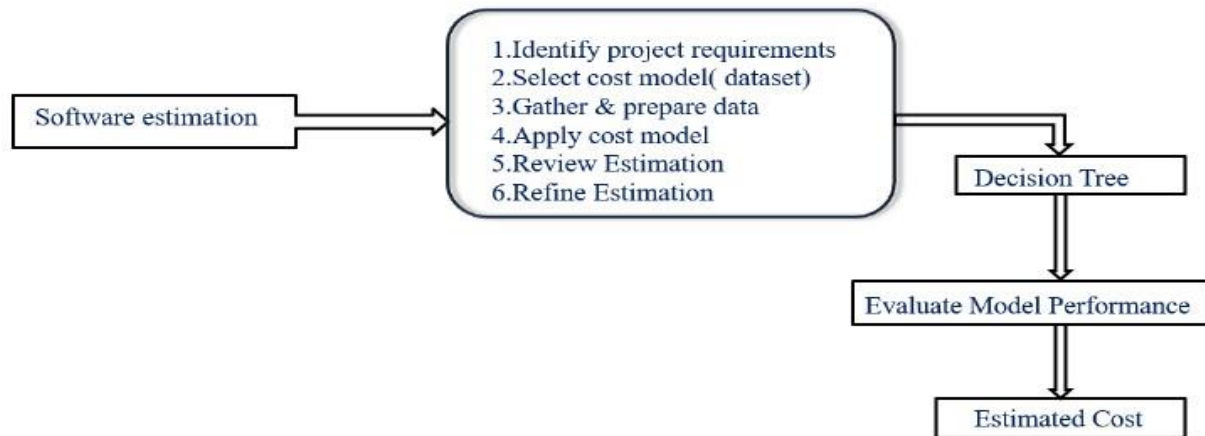 Software estimation
1.Identify project requirements
2.Select cost model( dataset)
3.Gather & prepare data
4.Apply cost model
5.Review Estimation
6.Refine Estimation
Decision Tree
Evaluate Model Performance
Estimated Cost